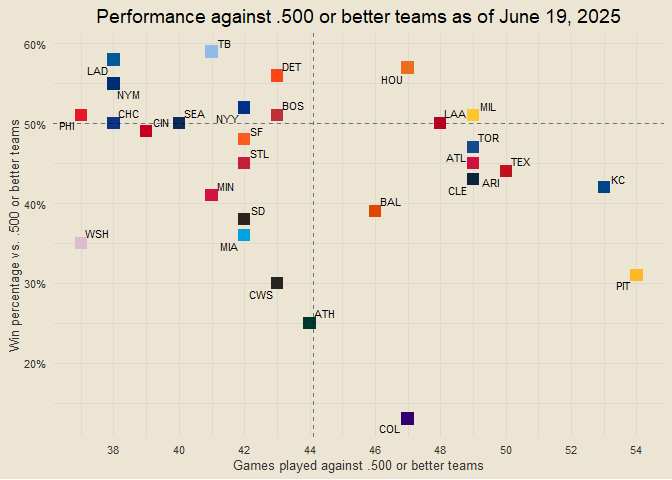 Performance against .500 or better teams as of June 19, 2025
Win percentage vs. .500 or better teams
60%
50%
40%
30%
20%
TB
LAD
DET
HOU
NYM
PHI
CHC
CIN
SEA
NYY
BOS
LAA
MIL
SF
TOR
STL
ATL
TEX
MIN
CLE
ARI
KC
SD
BAL
MIA
WSH
CWS
PIT
ATH
COL
38
40
42
44
46
48
50
52
54
Games played against .500 or better teams